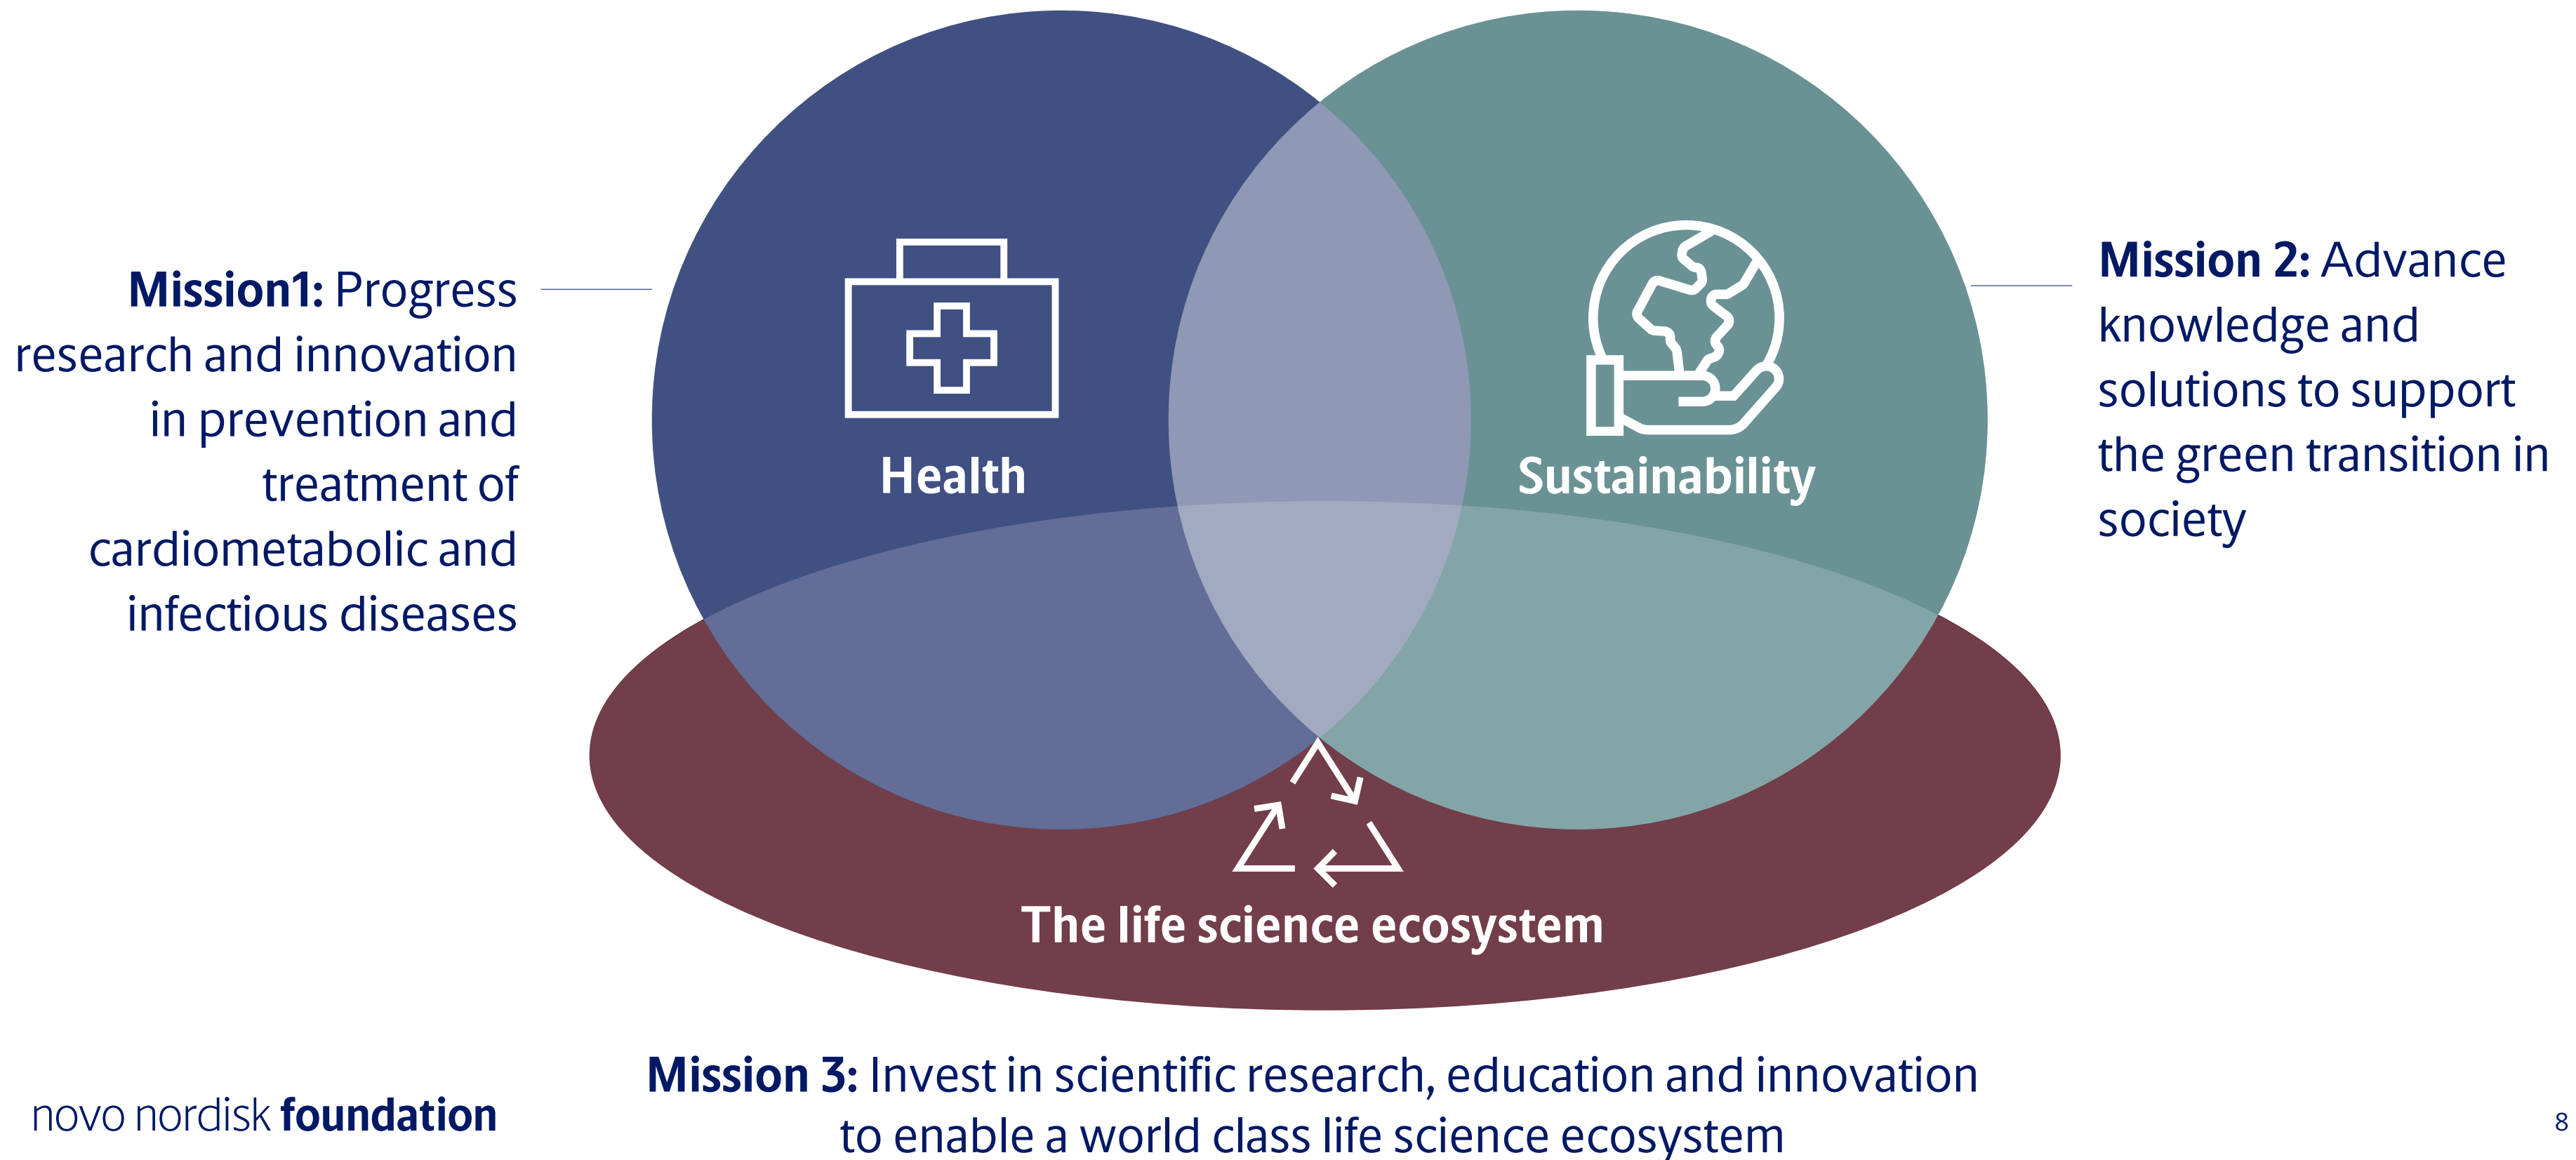 Mission1: Progress
research and innovation
in prevention and
treatment of
cardiometabolic and
infectious diseases
Health
Sustainability
Mission 2: Advance
knowledge and
solutions to support
the green transition in
society
The life science ecosystem
Mission 3: Invest in scientific research, education and innovation
to enable a world class life science ecosystem
novo nordisk foundation
8